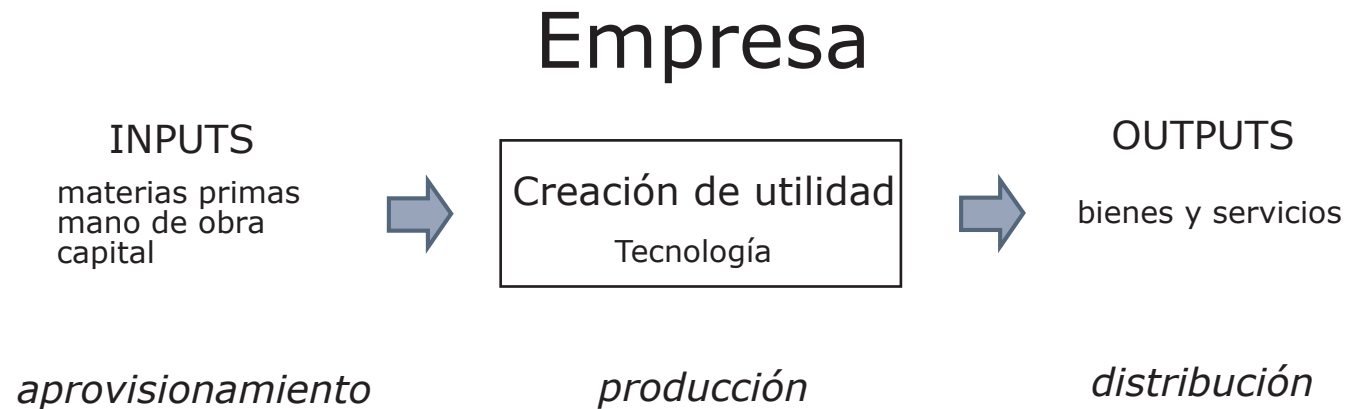 Empresa
INPUTS
materias primas
mano de obra
capital
Creación de utilidad
Tecnología
OUTPUTS
bienes y servicios
aprovisionamiento
producción
distribución